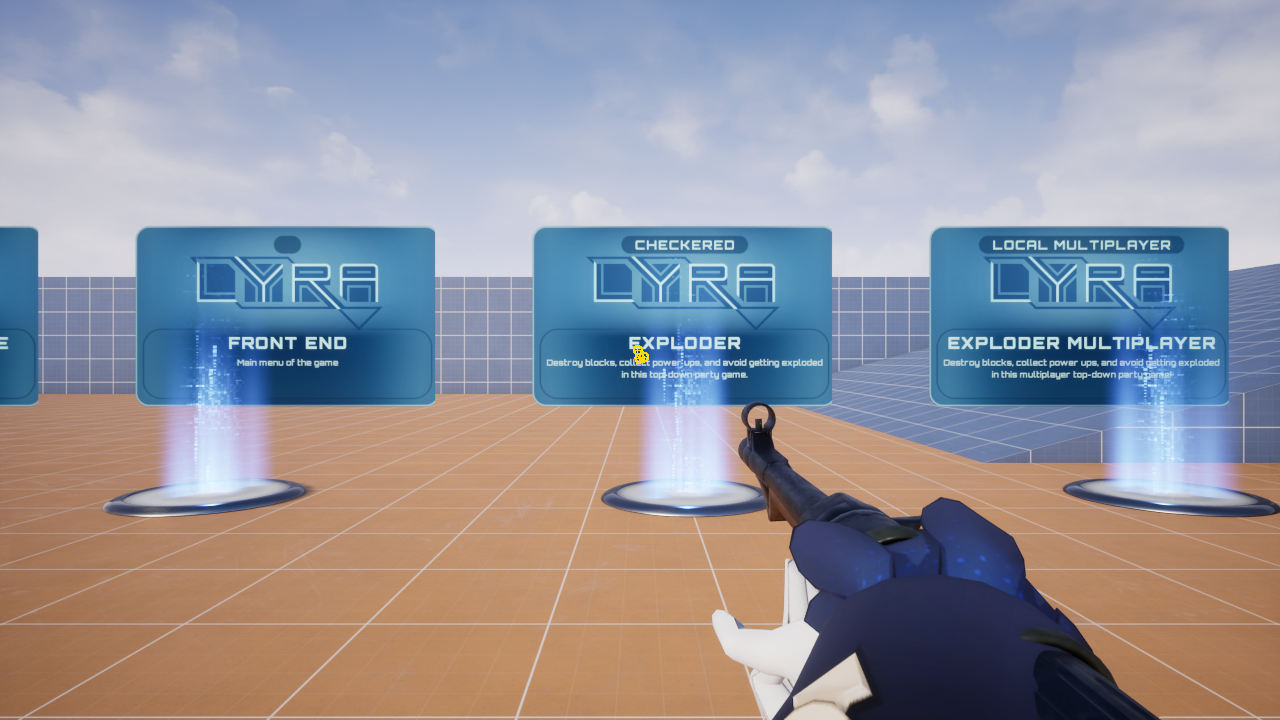 E
LYRA
FRONT END
Main menu of the game
CHECKERED
LYRA
EXPLODER
Destroy blocks, collect power ups, and avoid getting exploded
in this top-down party game.
LOCAL MULTIPLAYER
LYRA
EXPLODER MULTIPLAYER
Destroy blocks, collect power ups, and avoid getting exploded
in this multiplayer top-down party game.